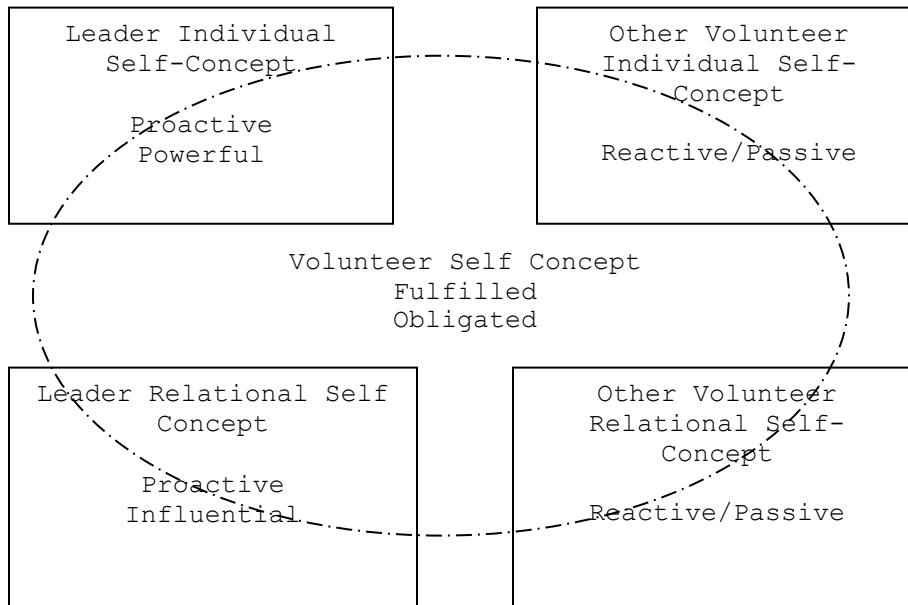 Leader Individual
Self-Concept
Proactive
Powerful
Other Volunteer
Individual Self-
Concept
Reactive/Passive
Volunteer Self Concept
Fulfilled
Obligated
Leader Relational Self
Concept
Proactive
Influential
Other Volunteer
Relational Self-
Concept
Reactive/Passive